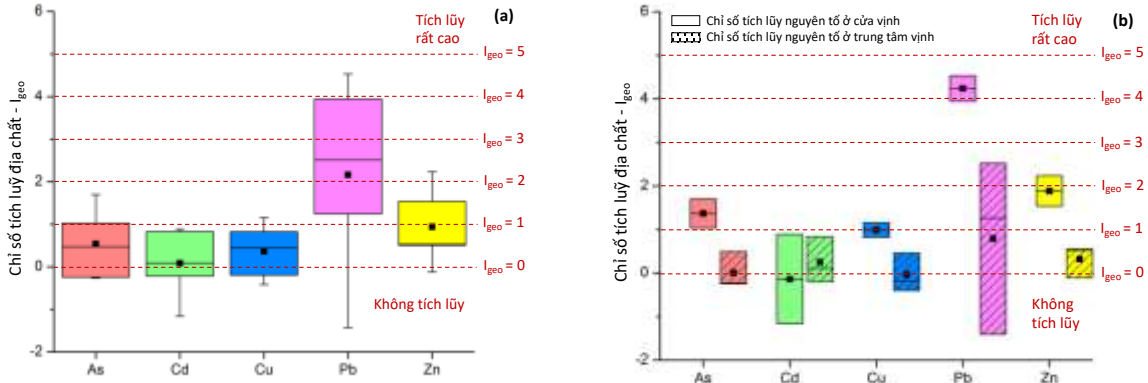 (a)
Tích lũy
rất cao
Chỉ số tích luỹ địa chất - Igeo
6
4
2
0
-2
Igeo = 5
Igeo = 4
Igeo = 3
Igeo = 2
Igeo = 1
Igeo = 0
Không tích lũy
As
Cd
Cu
Pb
Zn
(b)
Chỉ số tích lũy nguyên tố ở cửa vịnh
Chỉ số tích lũy nguyên tố ở trung tâm vịnh
Tích lũy
rất cao
Chỉ số tích luỹ địa chất - Igeo
6
4
2
0
-2
Igeo = 5
Igeo = 4
Igeo = 3
Igeo = 2
Igeo = 1
Igeo = 0
Không
tích lũy
As
Cd
Cu
Pb
Zn